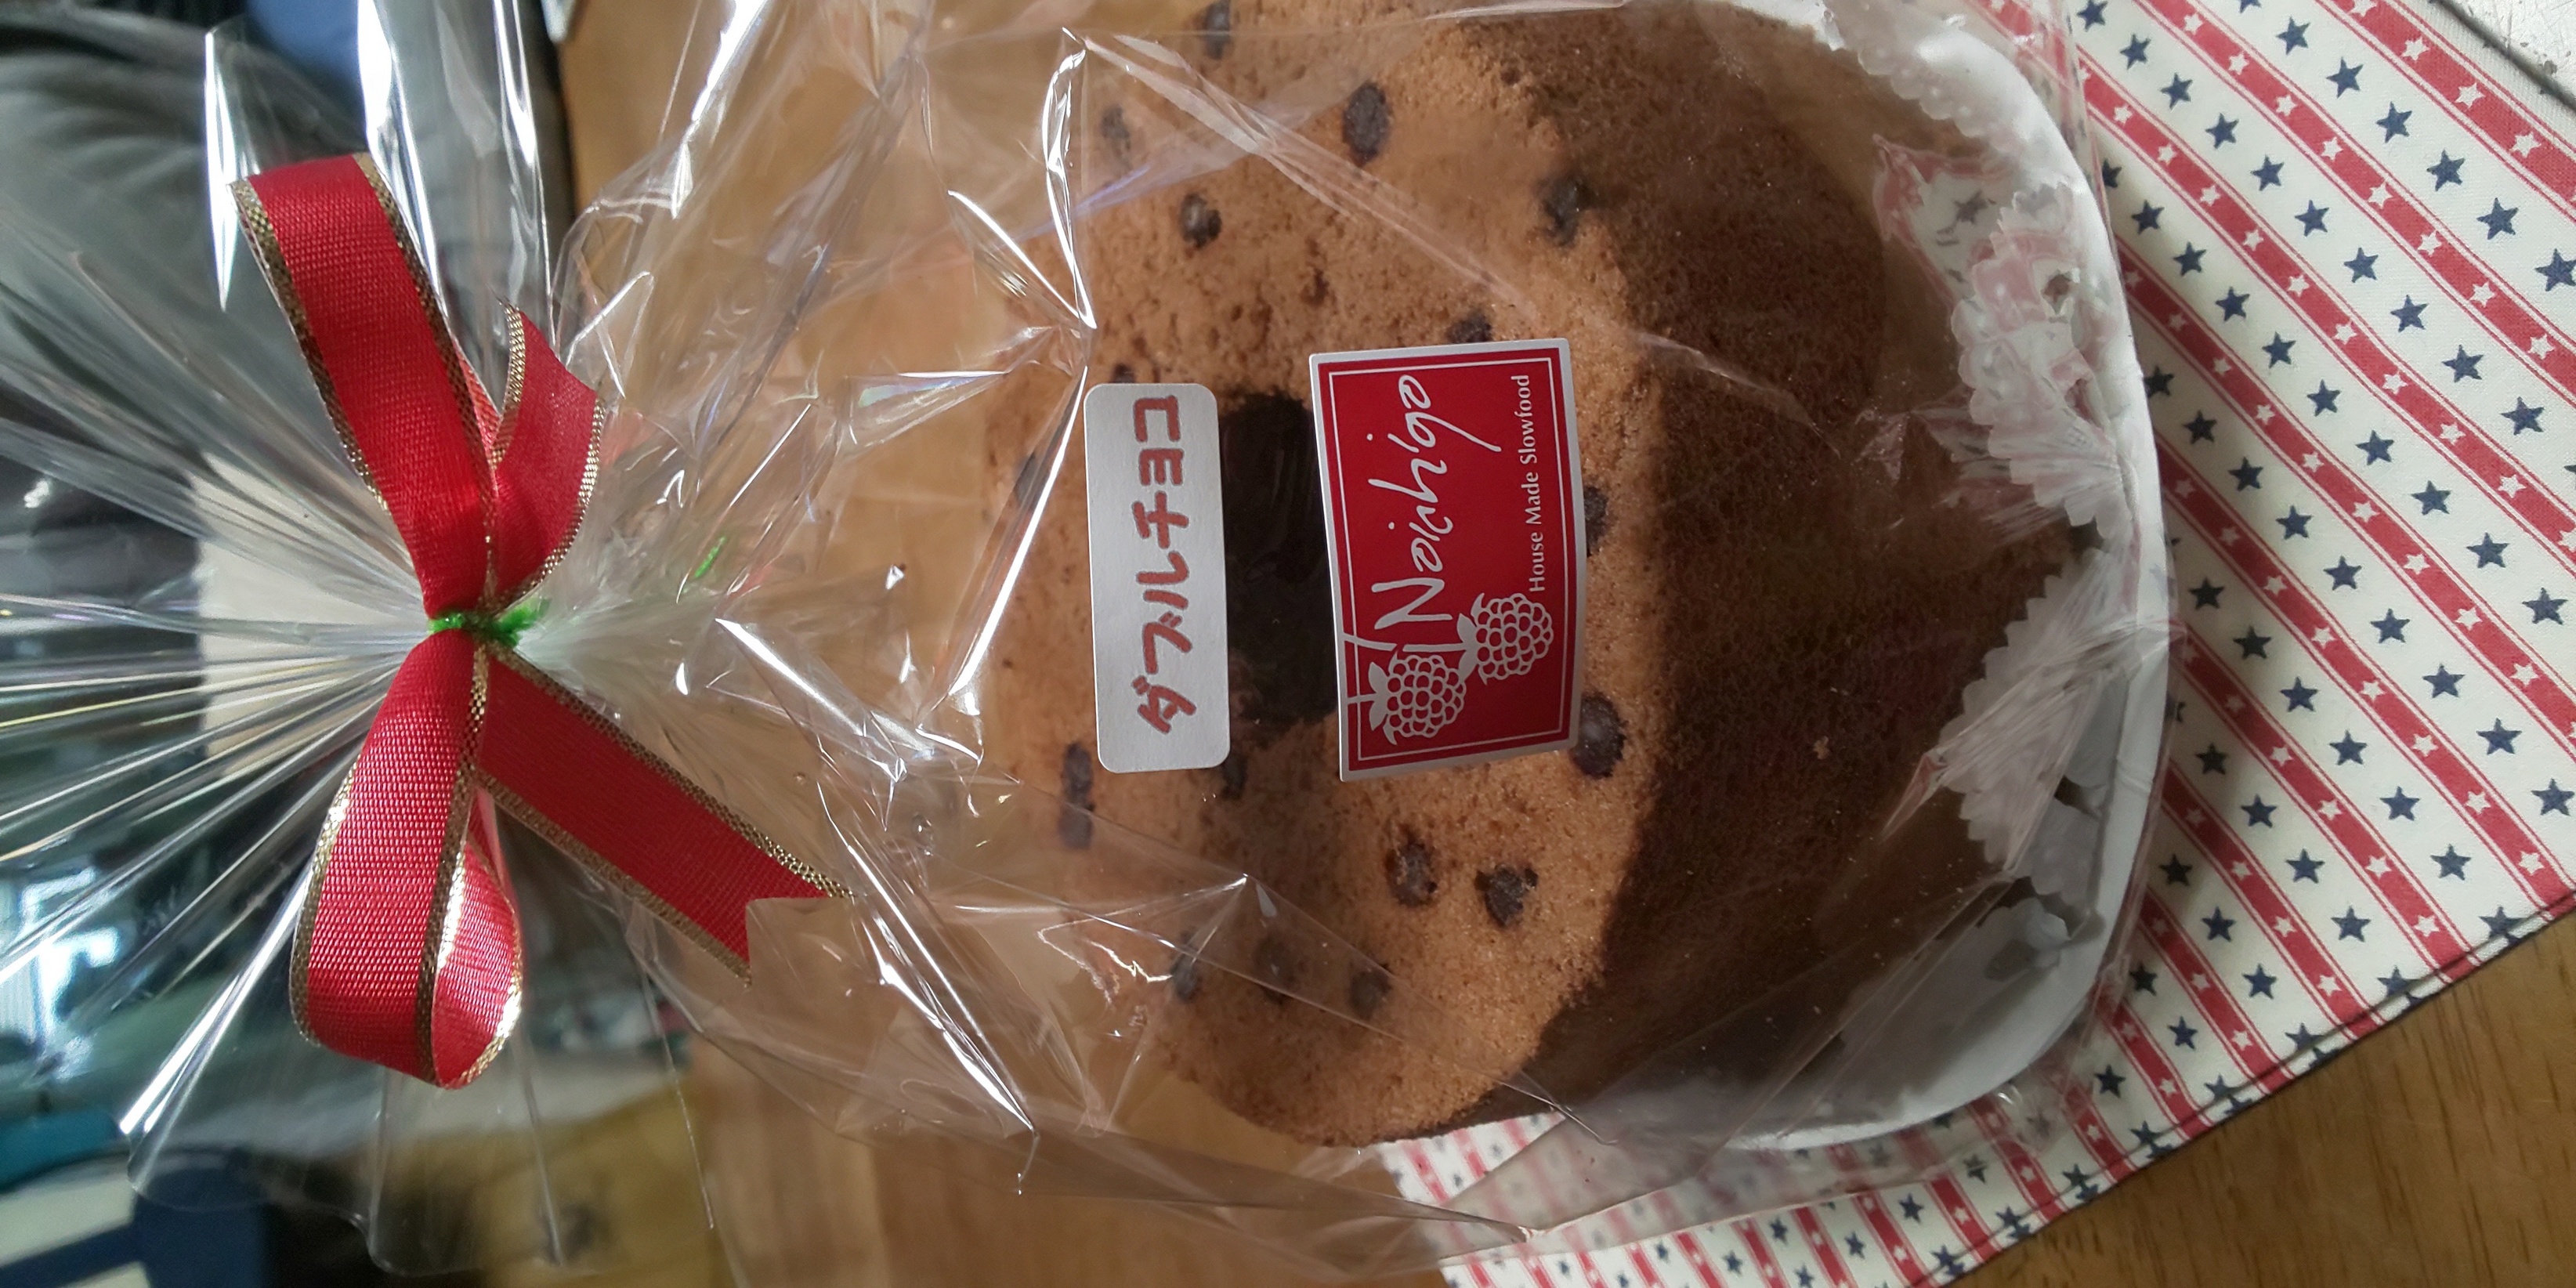 ダブルチョコ
Noichigo
House Made Slowfood